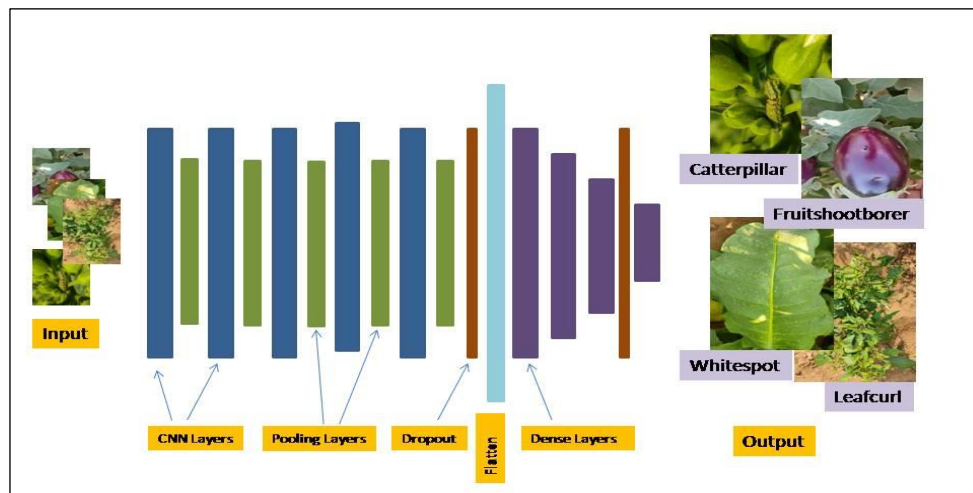 Input
CNN Layers
Pooling Layers
Dropout
Flatten
Dense Layers
Catterpillar
Fruitshootborer
Whitespot
Leafcurl
Output